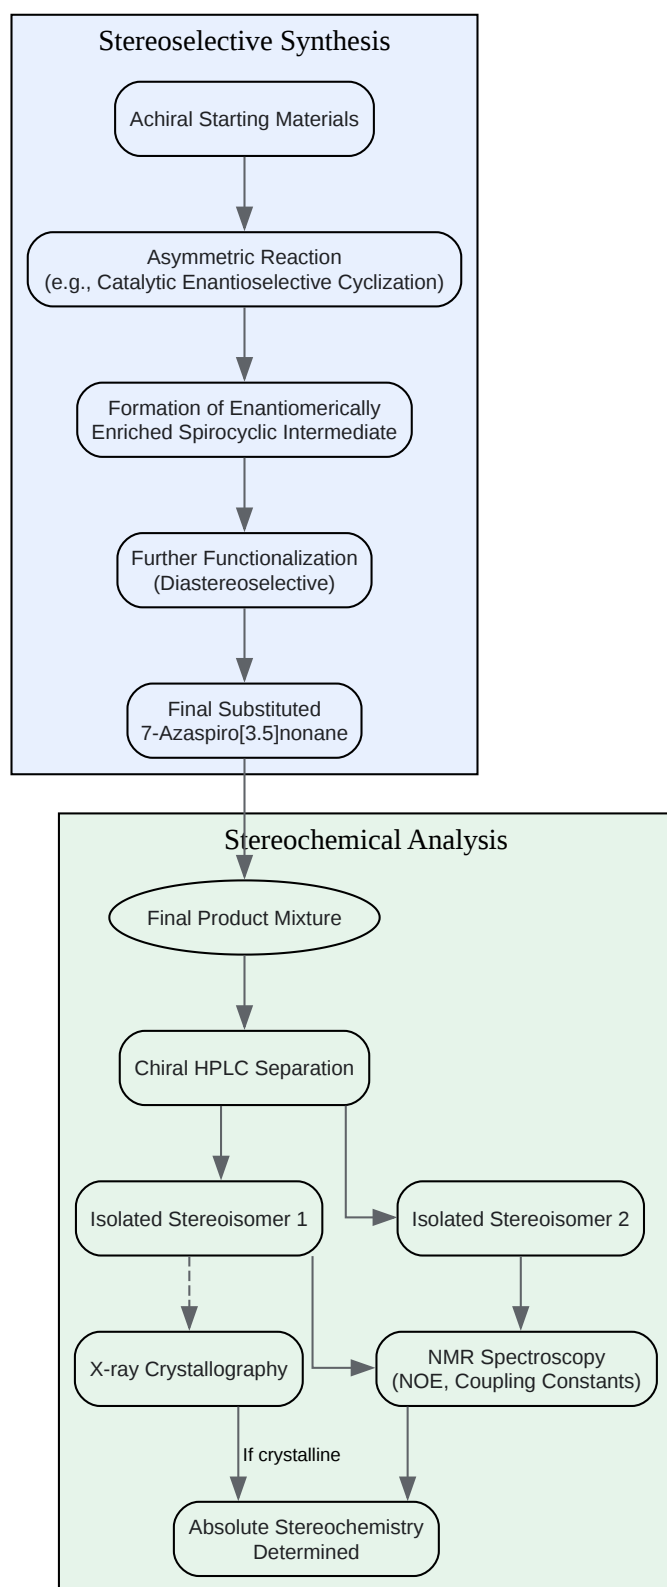 Stereoselective Synthesis
Achiral Starting Materials
Asymmetric Reaction
(e.g., Catalytic Enantioselective Cyclization)
Formation of Enantiomerically
Enriched Spirocyclic Intermediate
Further Functionalization
(Diastereoselective)
Final Substituted
7-Azaspiro[3.5]nonane
Stereochemical Analysis
Final Product Mixture
Chiral HPLC Separation
Isolated Stereoisomer 1
Isolated Stereoisomer 2
X-ray Crystallography
NMR Spectroscopy
(NOE, Coupling Constants)
If crystalline
Absolute Stereochemistry
Determined